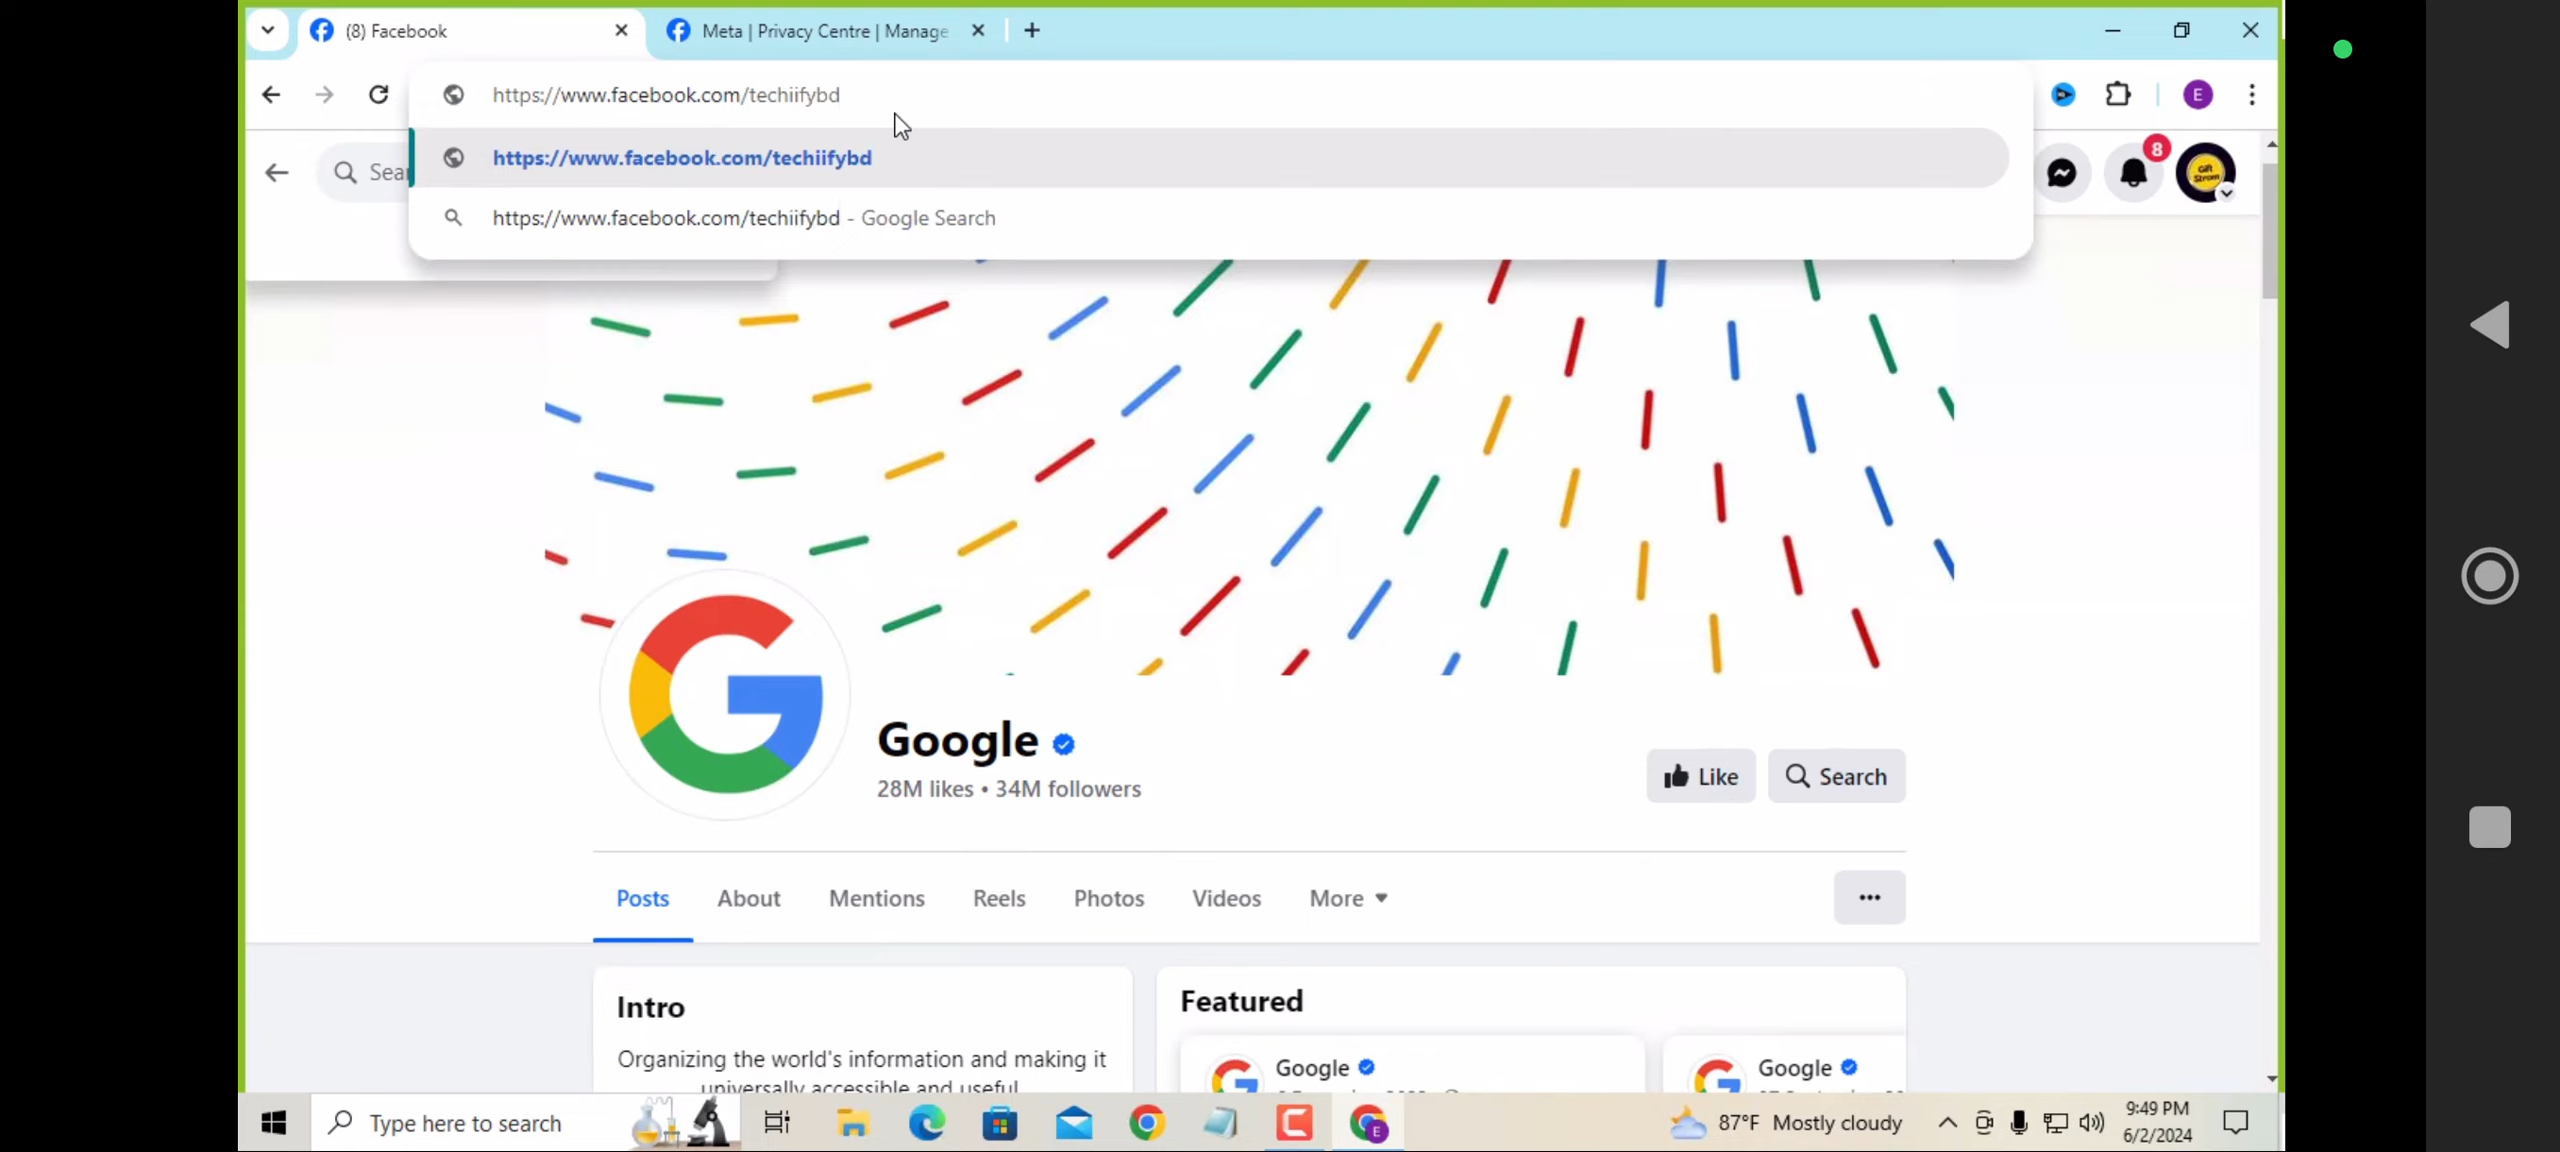 (8) Facebook
Meta | Privacy Centre | Manage
https://www.facebook.com/techiifybd
E
https://www.facebook.com/techiifybd
Sear
8
Gift
Strom
https://www.facebook.com/techiifybd - Google Search
Google
28M likes • 34M followers
Like
Search
Posts
About
Mentions
Reels
Photos
Videos
More
Intro
Featured
Organizing the world's information and making it
universally accessible and useful
Google
Google
Type here to search
E
87°F Mostly cloudy
9:49 PM
6/2/2024